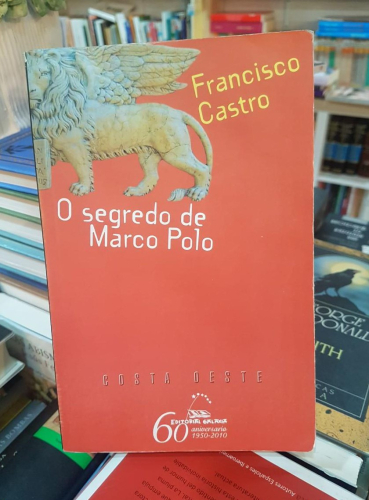 Francisco
Castro
O segredo de
Marco Polo
COSTA OESTE
EDITORIAL GALAXIA
60 aniversario
1950-2010